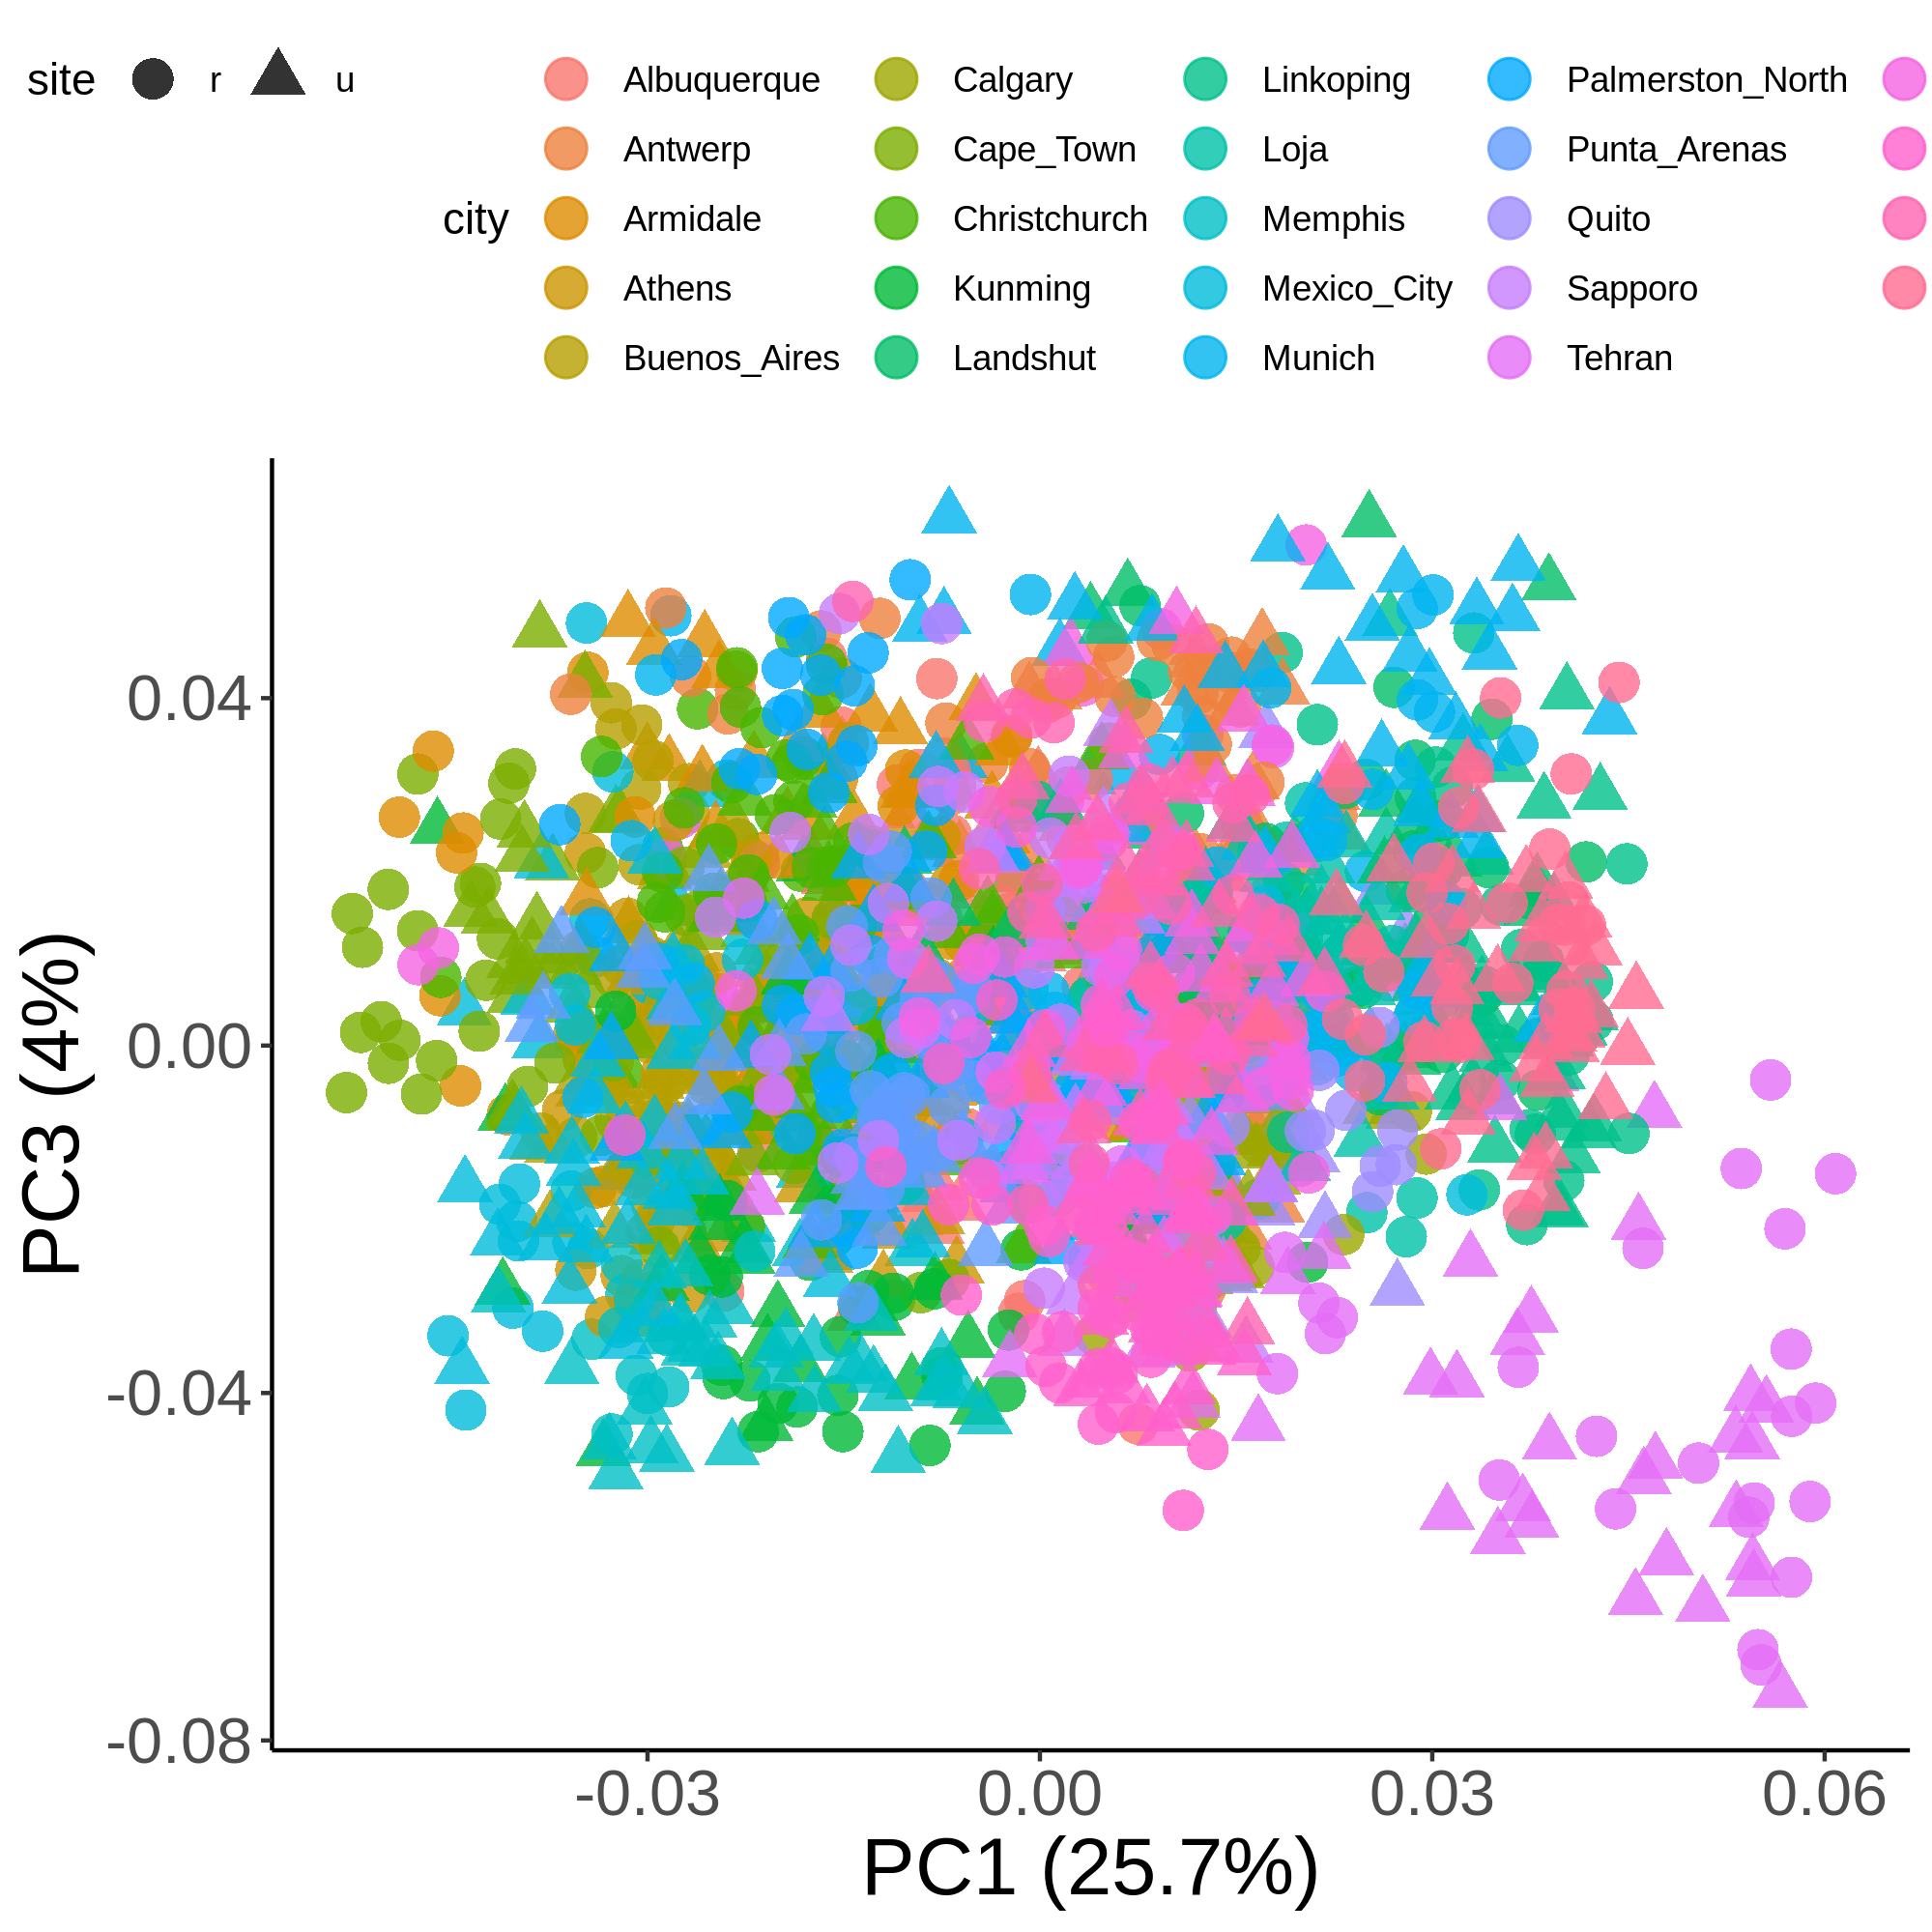 site r u
city
Albuquerque Calgary Linkoping Palmerston_North
Antwerp Cape_Town Loja Punta_Arenas
Armidale Christchurch Memphis Quito
Athens Kunming Mexico_City Sapporo
Buenos_Aires Landshut Munich Tehran
PC3 (4%)
0.04
0.00
-0.04
-0.08
-0.03 0.00 0.03 0.06
PC1 (25.7%)